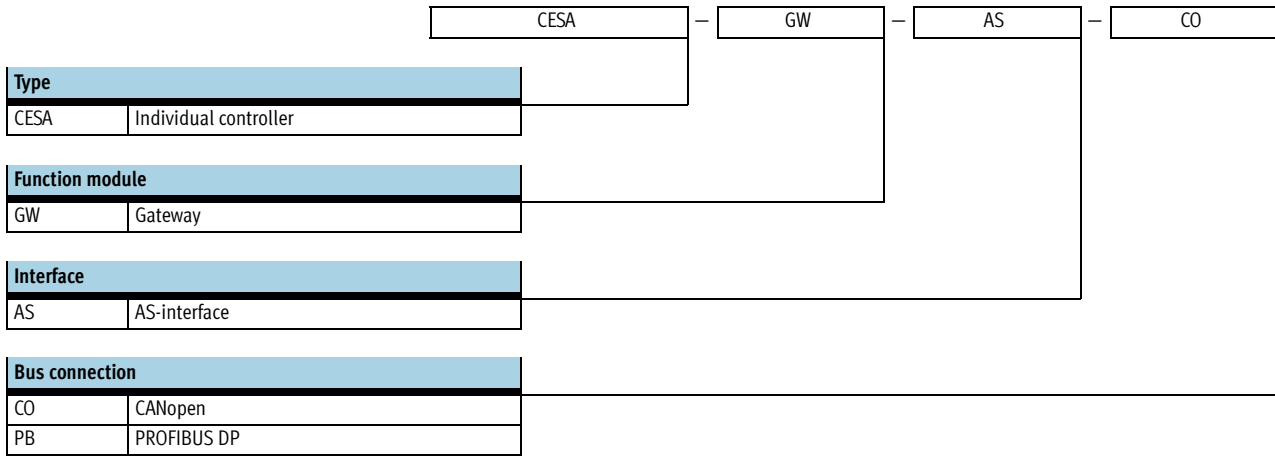 CESA – GW – AS – CO
Type
CESA Individual controller
Function module
GW Gateway
Interface
AS AS-interface
Bus connection
CO CANopen
PB PROFIBUS DP